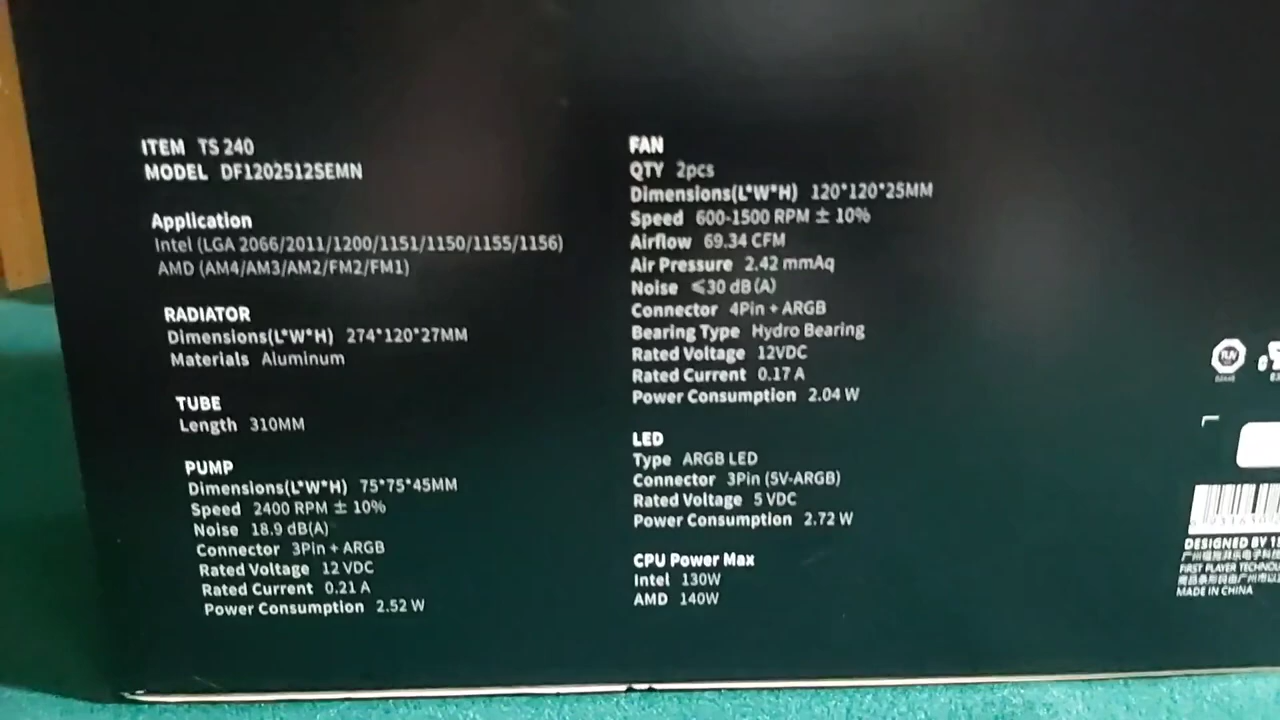 ITEM TS 240
MODEL DF1202512SEMN
Application
Intel (LGA 2066/2011/1200/1151/1150/1155/1156)
AMD (AM4/AM3/AM2/FM2/FM1)
RADIATOR
Dimensions(L*W*H) 274*120*27MM
Materials Aluminum
TUBE
Length 310MM
PUMP
Dimensions(L*W*H) 75*75*45MM
Speed 2400 RPM ± 10%
Noise 18.9 dB(A)
Connector 3Pin + ARGB
Rated Voltage 12 VDC
Rated Current 0.21 A
Power Consumption 2.52 W
FAN
QTY 2pcs
Dimensions(L*W*H) 120*120*25MM
Speed 600-1500 RPM ± 10%
Airflow 69.34 CFM
Air Pressure 2.42 mmAq
Noise ≤30 dB(A)
Connector 4Pin + ARGB
Bearing Type Hydro Bearing
Rated Voltage 12VDC
Rated Current 0.17 A
Power Consumption 2.04 W
LED
Type ARGB LED
Connector 3Pin (5V-ARGB)
Rated Voltage 5 VDC
Power Consumption 2.72 W
CPU Power Max
Intel 130W
AMD 140W
TUV
DESIGNED BY
FIRST PLAYER
MADE IN CHINA